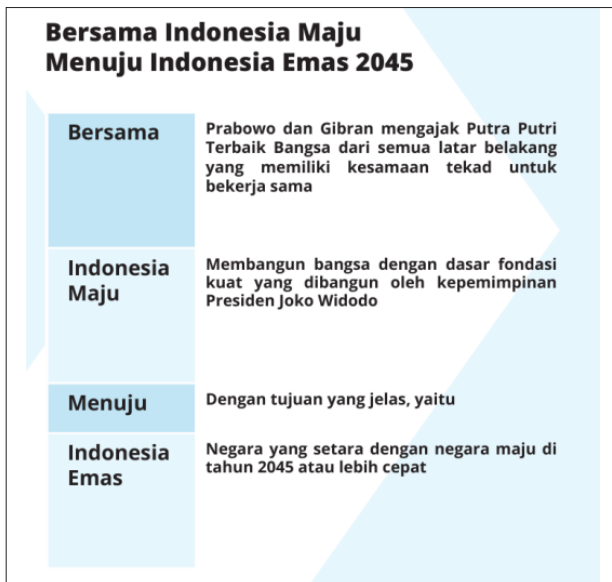 Bersama Indonesia Maju
Menuju Indonesia Emas 2045
Bersama
Prabowo dan Gibran mengajak Putra Putri
Terbaik Bangsa dari semua latar belakang
yang memiliki kesamaan tekad untuk
bekerja sama
Indonesia
Maju
Membangun bangsa dengan dasar fondasi
kuat yang dibangun oleh kepemimpinan
Presiden Joko Widodo
Menuju
Dengan tujuan yang jelas, yaitu
Indonesia
Emas
Negara yang setara dengan negara maju di
tahun 2045 atau lebih cepat